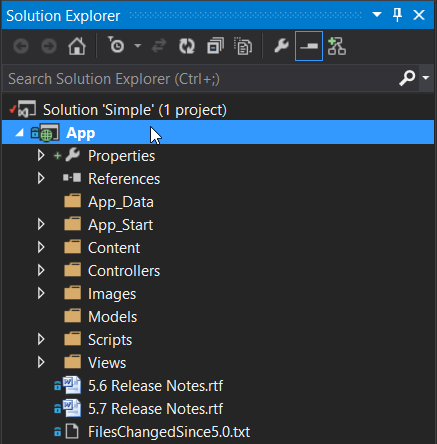 Solution Explorer
Search Solution Explorer (Ctrl+;)
Solution 'Simple' (1 project)
App
Properties
References
App_Data
App_Start
Content
Controllers
Images
Models
Scripts
Views
5.6 Release Notes.rtf
5.7 Release Notes.rtf
FilesChangedSince5.0.txt